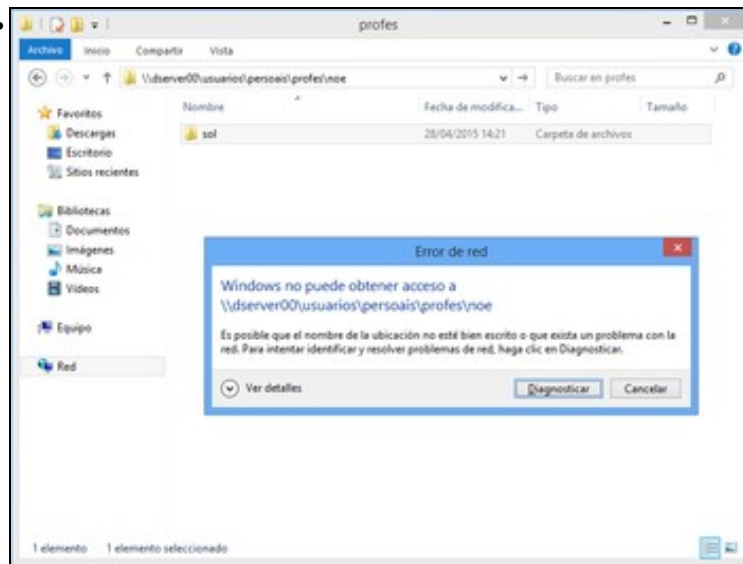 profes
Archivo Inicio Compartir Vista
\\dserver00\usuarios\persoais\profes\noe
Buscar en profes
Favoritos
Descargas
Escritorio
Sitios recientes
Bibliotecas
Documentos
Imágenes
Música
Vídeos
Equipo
Red
Nombre Fecha de modifica... Tipo Tamaño
sol 28/04/2015 14:21 Carpeta de archivos
Error de red
Windows no puede obtener acceso a
\\dserver00\usuarios\persoais\profes\noe
Es posible que el nombre de la ubicación no esté bien escrito o que exista un problema con la
red. Para intentar identificar y resolver problemas de red, haga clic en Diagnosticar.
Ver detalles Diagnosticar Cancelar
1 elemento 1 elemento seleccionado